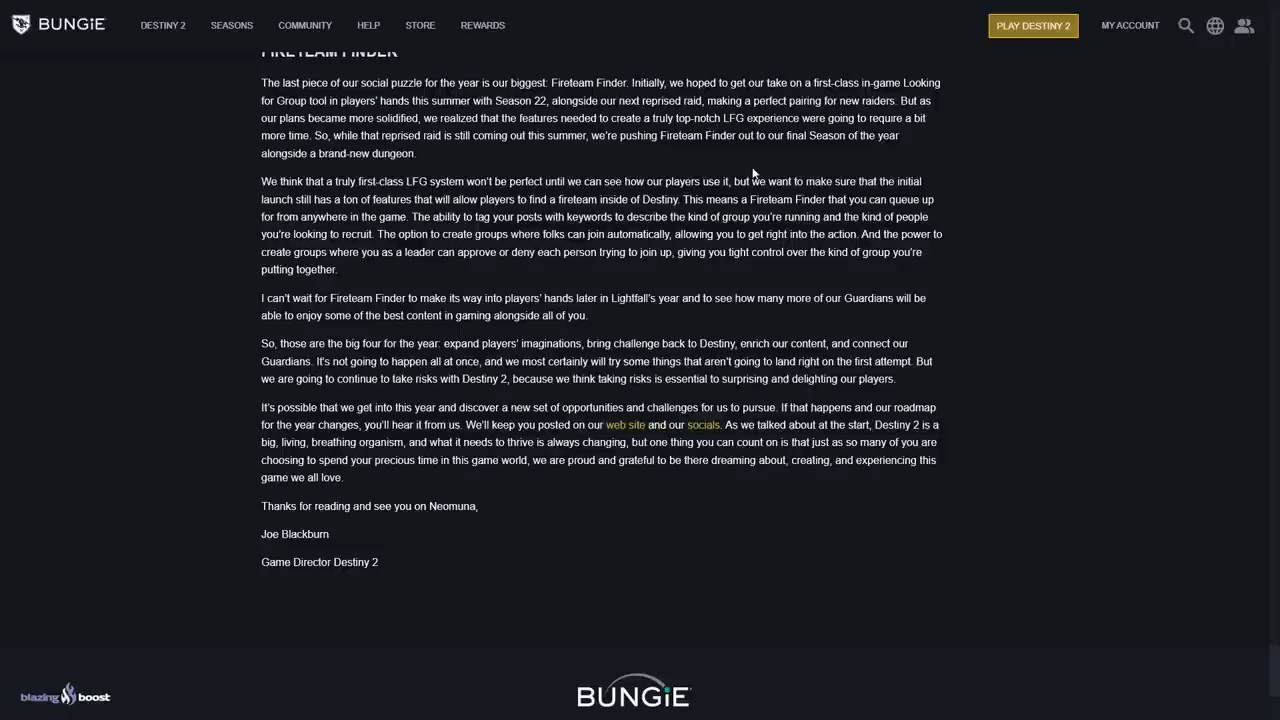 BUNGiE
DESTINY 2
SEASONS
COMMUNITY
HELP
STORE
REWARDS
PLAY DESTINY 2
MY ACCOUNT
FIRETEAM FINDER
The last piece of our social puzzle for the year is our biggest: Fireteam Finder. Initially, we hoped to get our take on a first-class in-game Looking
for Group tool in players' hands this summer with Season 22, alongside our next reprised raid, making a perfect pairing for new raiders. But as
our plans became more solidified, we realized that the features needed to create a truly top-notch LFG experience were going to require a bit
more time. So, while that reprised raid is still coming out this summer, we're pushing Fireteam Finder out to our final Season of the year
alongside a brand-new dungeon.
We think that a truly first-class LFG system won't be perfect until we can see how our players use it, but we want to make sure that the initial
launch still has a ton of features that will allow players to find a fireteam inside of Destiny. This means a Fireteam Finder that you can queue up
for from anywhere in the game. The ability to tag your posts with keywords to describe the kind of group you're running and the kind of people
you're looking to recruit. The option to create groups where folks can join automatically, allowing you to get right into the action. And the power to
create groups where you as a leader can approve or deny each person trying to join up, giving you tight control over the kind of group you're
putting together.
I can't wait for Fireteam Finder to make its way into players' hands later in Lightfall's year and to see how many more of our Guardians will be
able to enjoy some of the best content in gaming alongside all of you.
So, those are the big four for the year: expand players' imaginations, bring challenge back to Destiny, enrich our content, and connect our
Guardians. It's not going to happen all at once, and we most certainly will try some things that aren't going to land right on the first attempt. But
we are going to continue to take risks with Destiny 2, because we think taking risks is essential to surprising and delighting our players.
It's possible that we get into this year and discover a new set of opportunities and challenges for us to pursue. If that happens and our roadmap
for the year changes, you'll hear it from us. We'll keep you posted on our web site and our socials. As we talked about at the start, Destiny 2 is a
big, living, breathing organism, and what it needs to thrive is always changing, but one thing you can count on is that just as so many of you are
choosing to spend your precious time in this game world, we are proud and grateful to be there dreaming about, creating, and experiencing this
game we all love.
Thanks for reading and see you on Neomuna,
Joe Blackburn
Game Director Destiny 2
blazing boost
BUNGiE